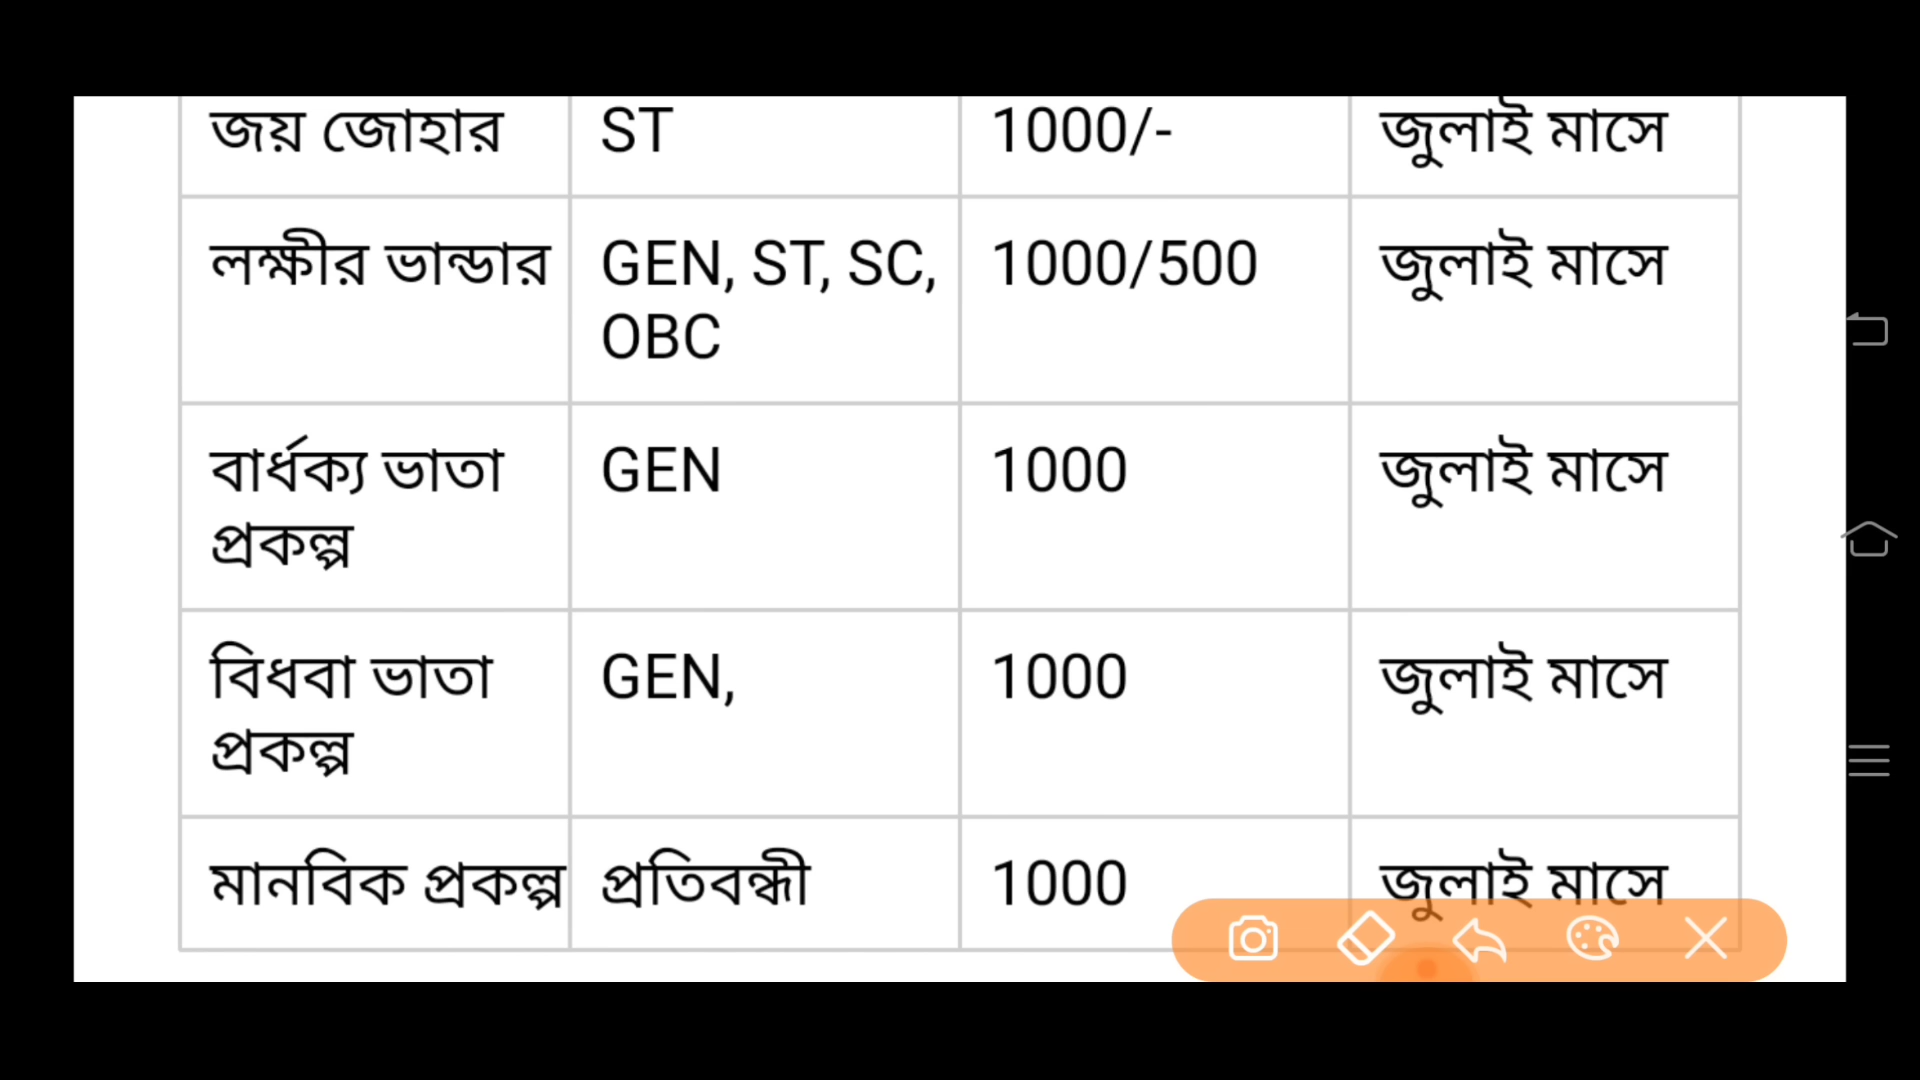 জয় জোহার ST 1000/- জুলাই মাসে
লক্ষীর ভান্ডার GEN, ST, SC, 1000/500 জুলাই মাসে
OBC
বার্ধক্য ভাতা GEN 1000 জুলাই মাসে
প্রকল্প
বিধবা ভাতা GEN, 1000 জুলাই মাসে
প্রকল্প
মানবিক প্রকল্প প্রতিবন্ধী 1000 জুলাই মাসে